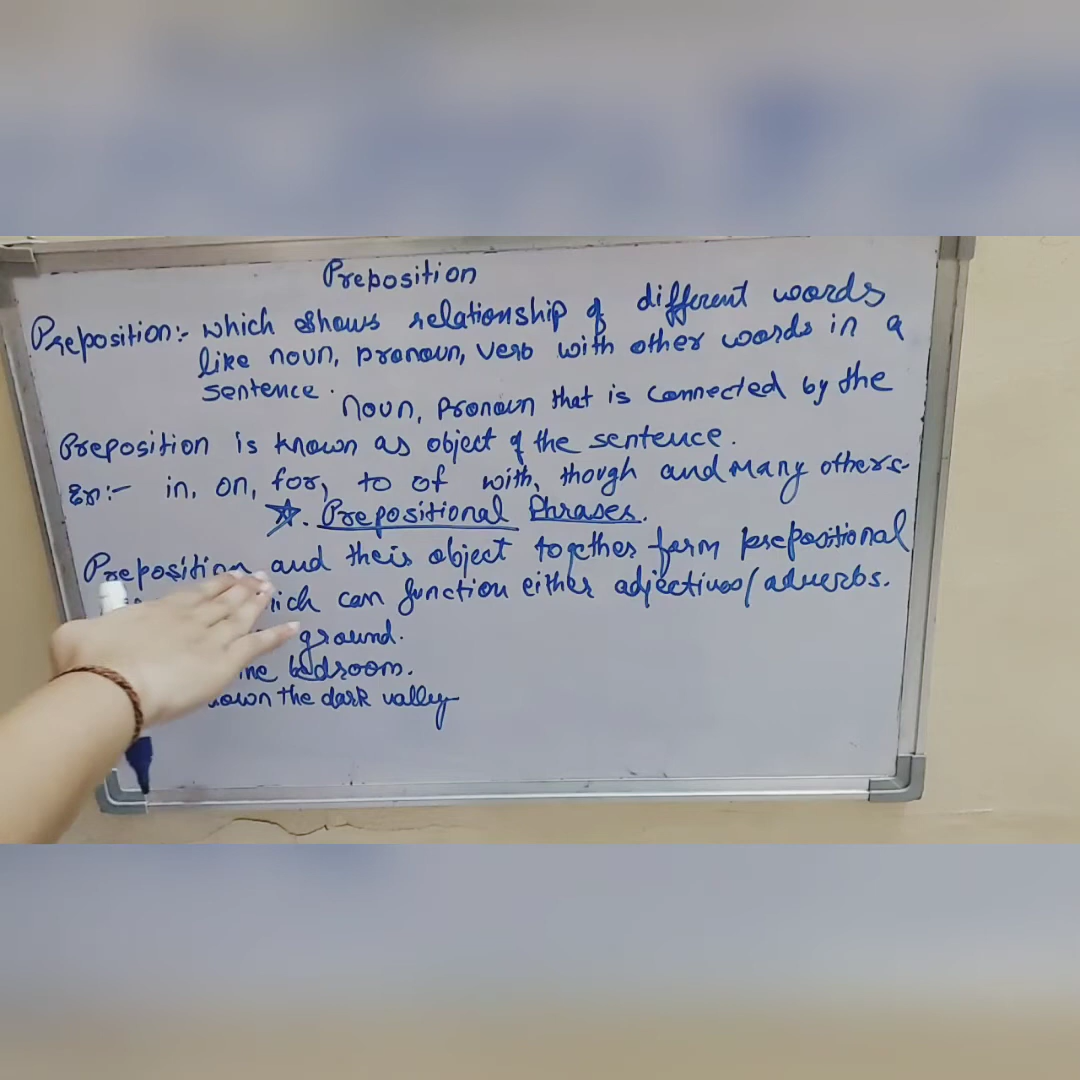 Preposition
Preposition:- which shows relationship of different words
like noun, pronoun, verb with other words in a
sentence.
Noun, Pronoun that is connected by the
Preposition is known as object of the sentence.
Ex:- in, on, for, to of with, though and many others.
☆. Prepositional Phrases.
Preposition and their object together form prepositional
can function either adjectives/adverbs.
ground.
bedroom.
the dark valley